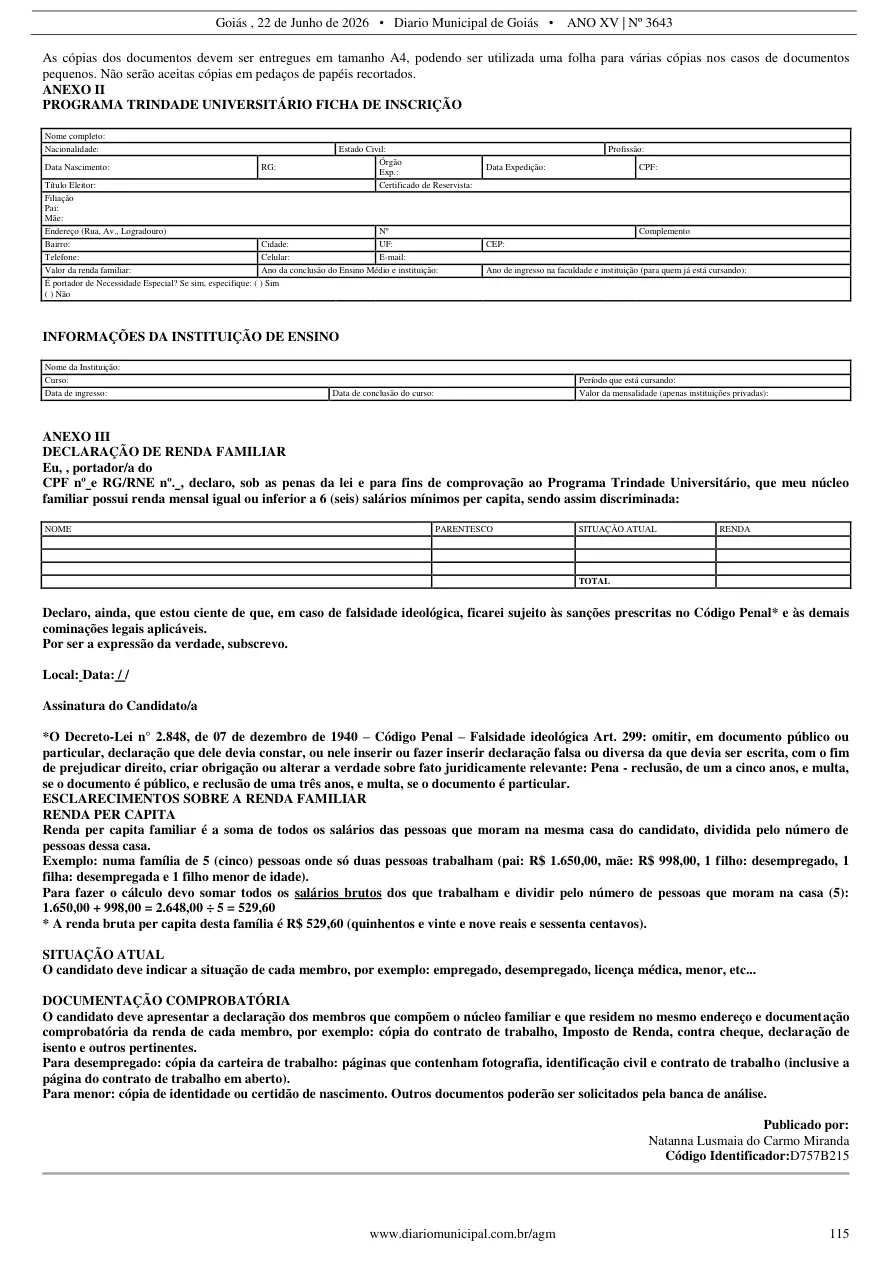 Goiás , 22 de Junho de 2026 • Diario Municipal de Goiás • ANO XV | Nº 3643
As cópias dos documentos devem ser entregues em tamanho A4, podendo ser utilizada uma folha para várias cópias nos casos de documentos
pequenos. Não serão aceitas cópias em pedaços de papéis recortados.
ANEXO II
PROGRAMA TRINDADE UNIVERSITÁRIO FICHA DE INSCRIÇÃO
Nome completo:
Nacionalidade: Estado Civil: Profissão:
Data Nascimento: RG: Órgão Exp.: Data Expedição: CPF:
Título Eleitor: Certificado de Reservista:
Filiação
Pai:
Mãe:
Endereço (Rua, Av., Logradouro) Nº Complemento
Bairro: Cidade: UF: CEP:
Telefone: Celular: E-mail:
Valor da renda familiar: Ano da conclusão do Ensino Médio e instituição: Ano de ingresso na faculdade e instituição (para quem já está cursando):
É portador de Necessidade Especial? Se sim, especifique: ( ) Sim
( ) Não
INFORMAÇÕES DA INSTITUIÇÃO DE ENSINO
Nome da Instituição:
Curso: Período que está cursando:
Data de ingresso: Data de conclusão do curso: Valor da mensalidade (apenas instituições privadas):
ANEXO III
DECLARAÇÃO DE RENDA FAMILIAR
Eu, , portador/a do
CPF nº_e RG/RNE nº._, declaro, sob as penas da lei e para fins de comprovação ao Programa Trindade Universitário, que meu núcleo
familiar possui renda mensal igual ou inferior a 6 (seis) salários mínimos per capita, sendo assim discriminada:
NOME PARENTESCO SITUAÇÃO ATUAL RENDA
TOTAL
Declaro, ainda, que estou ciente de que, em caso de falsidade ideológica, ficarei sujeito às sanções prescritas no Código Penal* e às demais
cominações legais aplicáveis.
Por ser a expressão da verdade, subscrevo.
Local:_Data:_/_/
Assinatura do Candidato/a
*O Decreto-Lei n° 2.848, de 07 de dezembro de 1940 – Código Penal – Falsidade ideológica Art. 299: omitir, em documento público ou
particular, declaração que dele devia constar, ou nele inserir ou fazer inserir declaração falsa ou diversa da que devia ser escrita, com o fim
de prejudicar direito, criar obrigação ou alterar a verdade sobre fato juridicamente relevante: Pena - reclusão, de um a cinco anos, e multa,
se o documento é público, e reclusão de uma três anos, e multa, se o documento é particular.
ESCLARECIMENTOS SOBRE A RENDA FAMILIAR
RENDA PER CAPITA
Renda per capita familiar é a soma de todos os salários das pessoas que moram na mesma casa do candidato, dividida pelo número de
pessoas dessa casa.
Exemplo: numa família de 5 (cinco) pessoas onde só duas pessoas trabalham (pai: R$ 1.650,00, mãe: R$ 998,00, 1 filho: desempregado, 1
filha: desempregada e 1 filho menor de idade).
Para fazer o cálculo devo somar todos os salários brutos dos que trabalham e dividir pelo número de pessoas que moram na casa (5):
1.650,00 + 998,00 = 2.648,00 ÷ 5 = 529,60
* A renda bruta per capita desta família é R$ 529,60 (quinhentos e vinte e nove reais e sessenta centavos).
SITUAÇÃO ATUAL
O candidato deve indicar a situação de cada membro, por exemplo: empregado, desempregado, licença médica, menor, etc...
DOCUMENTAÇÃO COMPROBATÓRIA
O candidato deve apresentar a declaração dos membros que compõem o núcleo familiar e que residem no mesmo endereço e documentação
comprobatória da renda de cada membro, por exemplo: cópia do contrato de trabalho, Imposto de Renda, contra cheque, declaração de
isento e outros pertinentes.
Para desempregado: cópia da carteira de trabalho: páginas que contenham fotografia, identificação civil e contrato de trabalho (inclusive a
página do contrato de trabalho em aberto).
Para menor: cópia de identidade ou certidão de nascimento. Outros documentos poderão ser solicitados pela banca de análise.
Publicado por:
Natanna Lusmaia do Carmo Miranda
Código Identificador:D757B215
www.diariomunicipal.com.br/agm 115